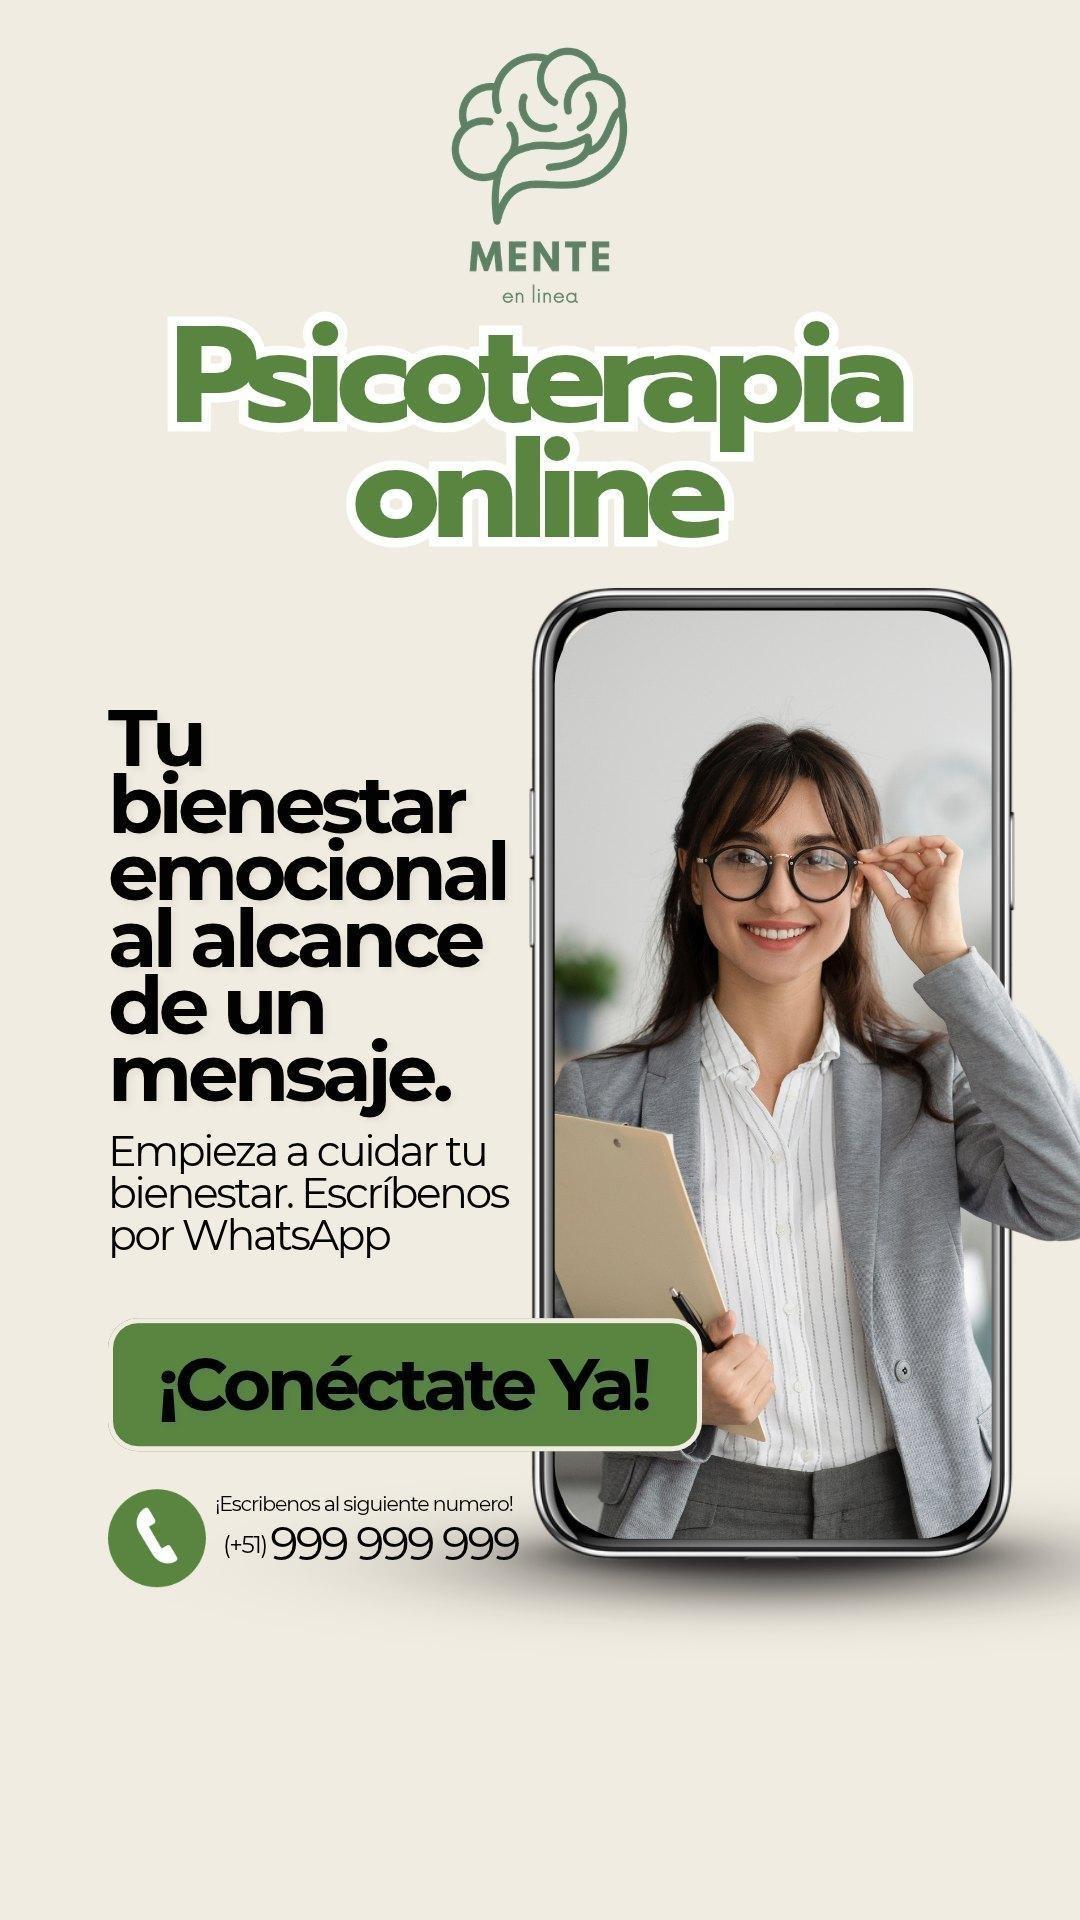 MENTE
en linea
Psicoterapia
online
Tu
bienestar
emocional
al alcance
de un
mensaje.
Empieza a cuidar tu
bienestar. Escríbenos
por WhatsApp
¡Conéctate Ya!
¡Escribenos al siguiente numero!
(+51) 999 999 999